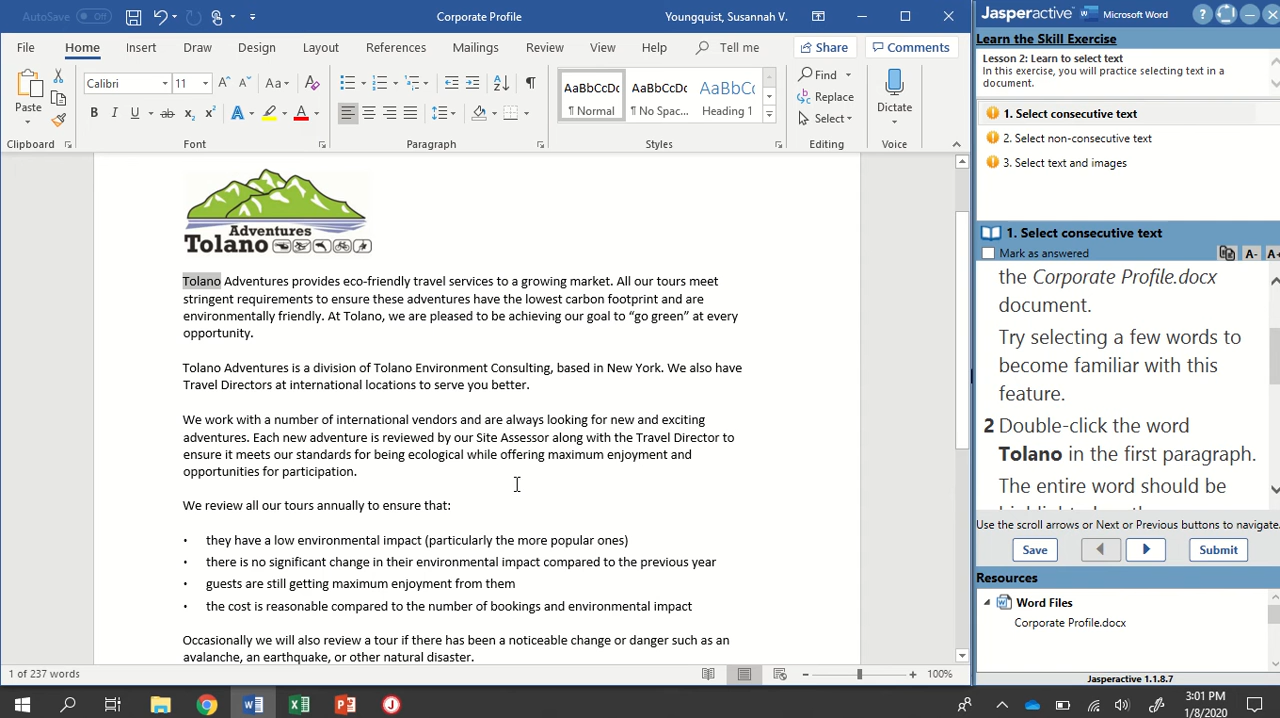 AutoSave Off Corporate Profile Youngquist, Susannah V.
File Home Insert Draw Design Layout References Mailings Review View Help Tell me Share Comments
Paste Calibri 11 A A Aa A
B I U ab x₂ x² A A
AaBbCcDc AaBbCcDc AaBbCc
¶ Normal ¶ No Spac... Heading 1
Find
Replace
Select
Dictate
Clipboard Font Paragraph Styles Editing Voice
Adventures
Tolano
Tolano Adventures provides eco-friendly travel services to a growing market. All our tours meet
stringent requirements to ensure these adventures have the lowest carbon footprint and are
environmentally friendly. At Tolano, we are pleased to be achieving our goal to “go green” at every
opportunity.
Tolano Adventures is a division of Tolano Environment Consulting, based in New York. We also have
Travel Directors at international locations to serve you better.
We work with a number of international vendors and are always looking for new and exciting
adventures. Each new adventure is reviewed by our Site Assessor along with the Travel Director to
ensure it meets our standards for being ecological while offering maximum enjoyment and
opportunities for participation.
We review all our tours annually to ensure that:
• they have a low environmental impact (particularly the more popular ones)
• there is no significant change in their environmental impact compared to the previous year
• guests are still getting maximum enjoyment from them
• the cost is reasonable compared to the number of bookings and environmental impact
Occasionally we will also review a tour if there has been a noticeable change or danger such as an
avalanche, an earthquake, or other natural disaster.
1 of 237 words 100%
Jasperactive Microsoft Word
Learn the Skill Exercise
Lesson 2: Learn to select text
In this exercise, you will practice selecting text in a
document.
1. Select consecutive text
2. Select non-consecutive text
3. Select text and images
1. Select consecutive text
Mark as answered A- A+
the Corporate Profile.docx
document.
Try selecting a few words to
become familiar with this
feature.
2 Double-click the word
Tolano in the first paragraph.
The entire word should be
Use the scroll arrows or Next or Previous buttons to navigate.
Save Submit
Resources
Word Files
Corporate Profile.docx
Jasperactive 1.1.8.7
3:01 PM
1/8/2020